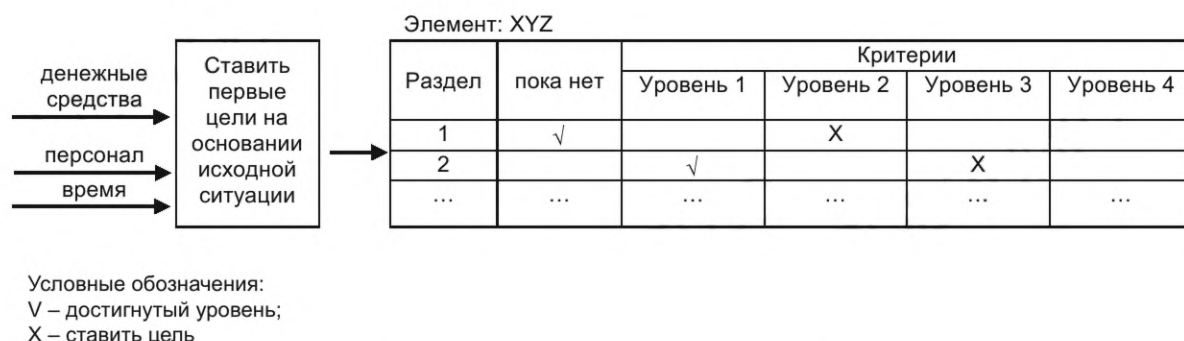 Элемент: XYZ
денежные
средства
персонал
время
Ставить
первые
цели на
основании
исходной
ситуации
Раздел пока нет Критерии
Уровень 1 Уровень 2 Уровень 3 Уровень 4
1 √ X
2 √ X
... ... ... ... ... ...
Условные обозначения:
V – достигнутый уровень;
X – ставить цель